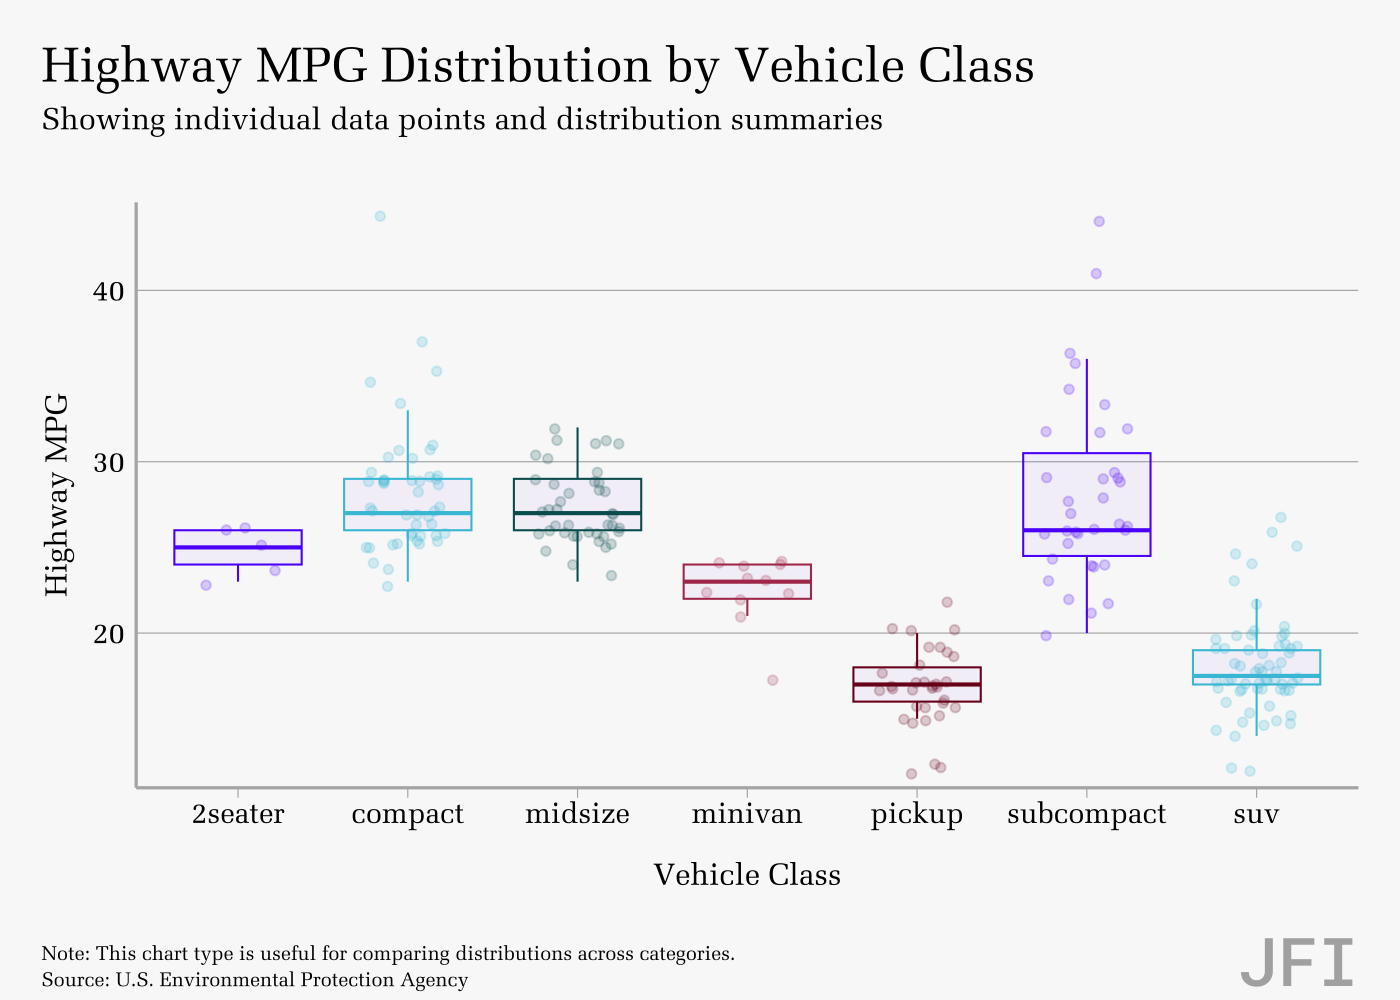 Highway MPG Distribution by Vehicle Class
Showing individual data points and distribution summaries
Highway MPG
40
30
20
2seater
compact
midsize
minivan
pickup
subcompact
suv
Vehicle Class
Note: This chart type is useful for comparing distributions across categories.
Source: U.S. Environmental Protection Agency
JFI